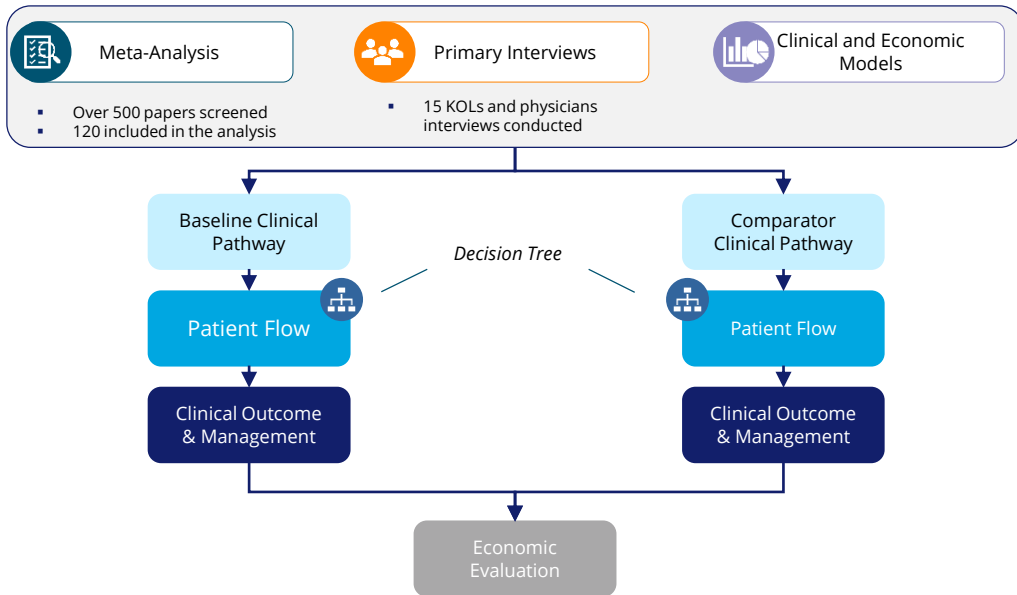 Meta-Analysis
Primary Interviews
Clinical and Economic
Models
▪ Over 500 papers screened
▪ 120 included in the analysis
▪ 15 KOLs and physicians
interviews conducted
Baseline Clinical
Pathway
Comparator
Clinical Pathway
Decision Tree
Patient Flow
Patient Flow
Clinical Outcome
& Management
Clinical Outcome
& Management
Economic
Evaluation